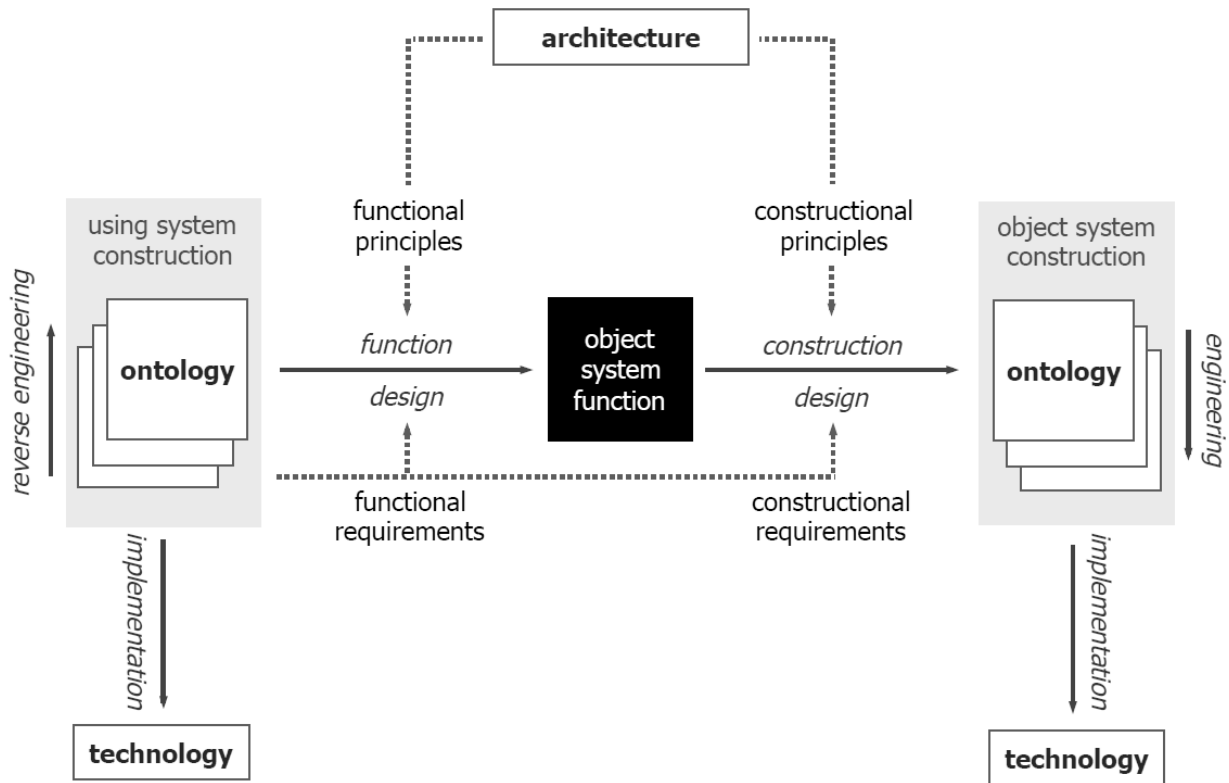 architecture
functional
principles
constructional
principles
using system
construction
object system
construction
reverse engineering
ontology
function
design
object
system
function
construction
design
ontology
engineering
functional
requirements
constructional
requirements
implementation
implementation
technology
technology